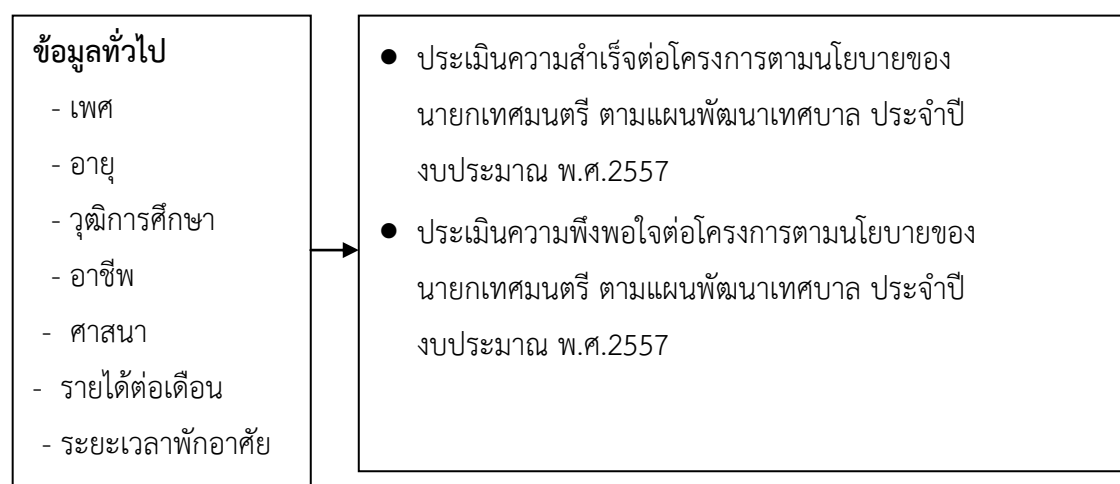 ข้อมูลทั่วไป
- เพศ
- อายุ
- วุฒิการศึกษา
- อาชีพ
- ศาสนา
- รายได้ต่อเดือน
- ระยะเวลาพักอาศัย
● ประเมินความสำเร็จต่อโครงการตามนโยบายของ
นายกเทศมนตรี ตามแผนพัฒนาเทศบาล ประจำปี
งบประมาณ พ.ศ.2557
● ประเมินความพึงพอใจต่อโครงการตามนโยบายของ
นายกเทศมนตรี ตามแผนพัฒนาเทศบาล ประจำปี
งบประมาณ พ.ศ.2557